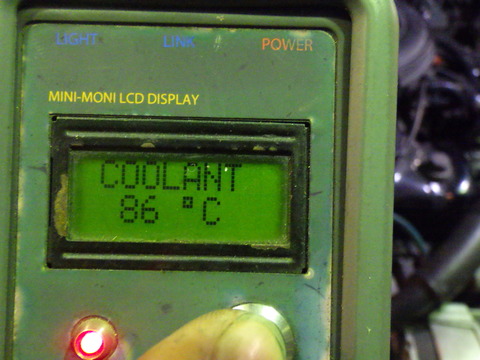 LIGHT LINK POWER
MINI-MONI LCD DISPLAY
COOLANT
86 °C